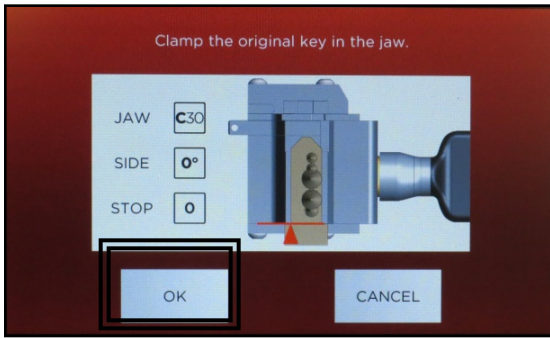 Clamp the original key in the jaw.
JAW C30
SIDE 0°
STOP 0
OK CANCEL